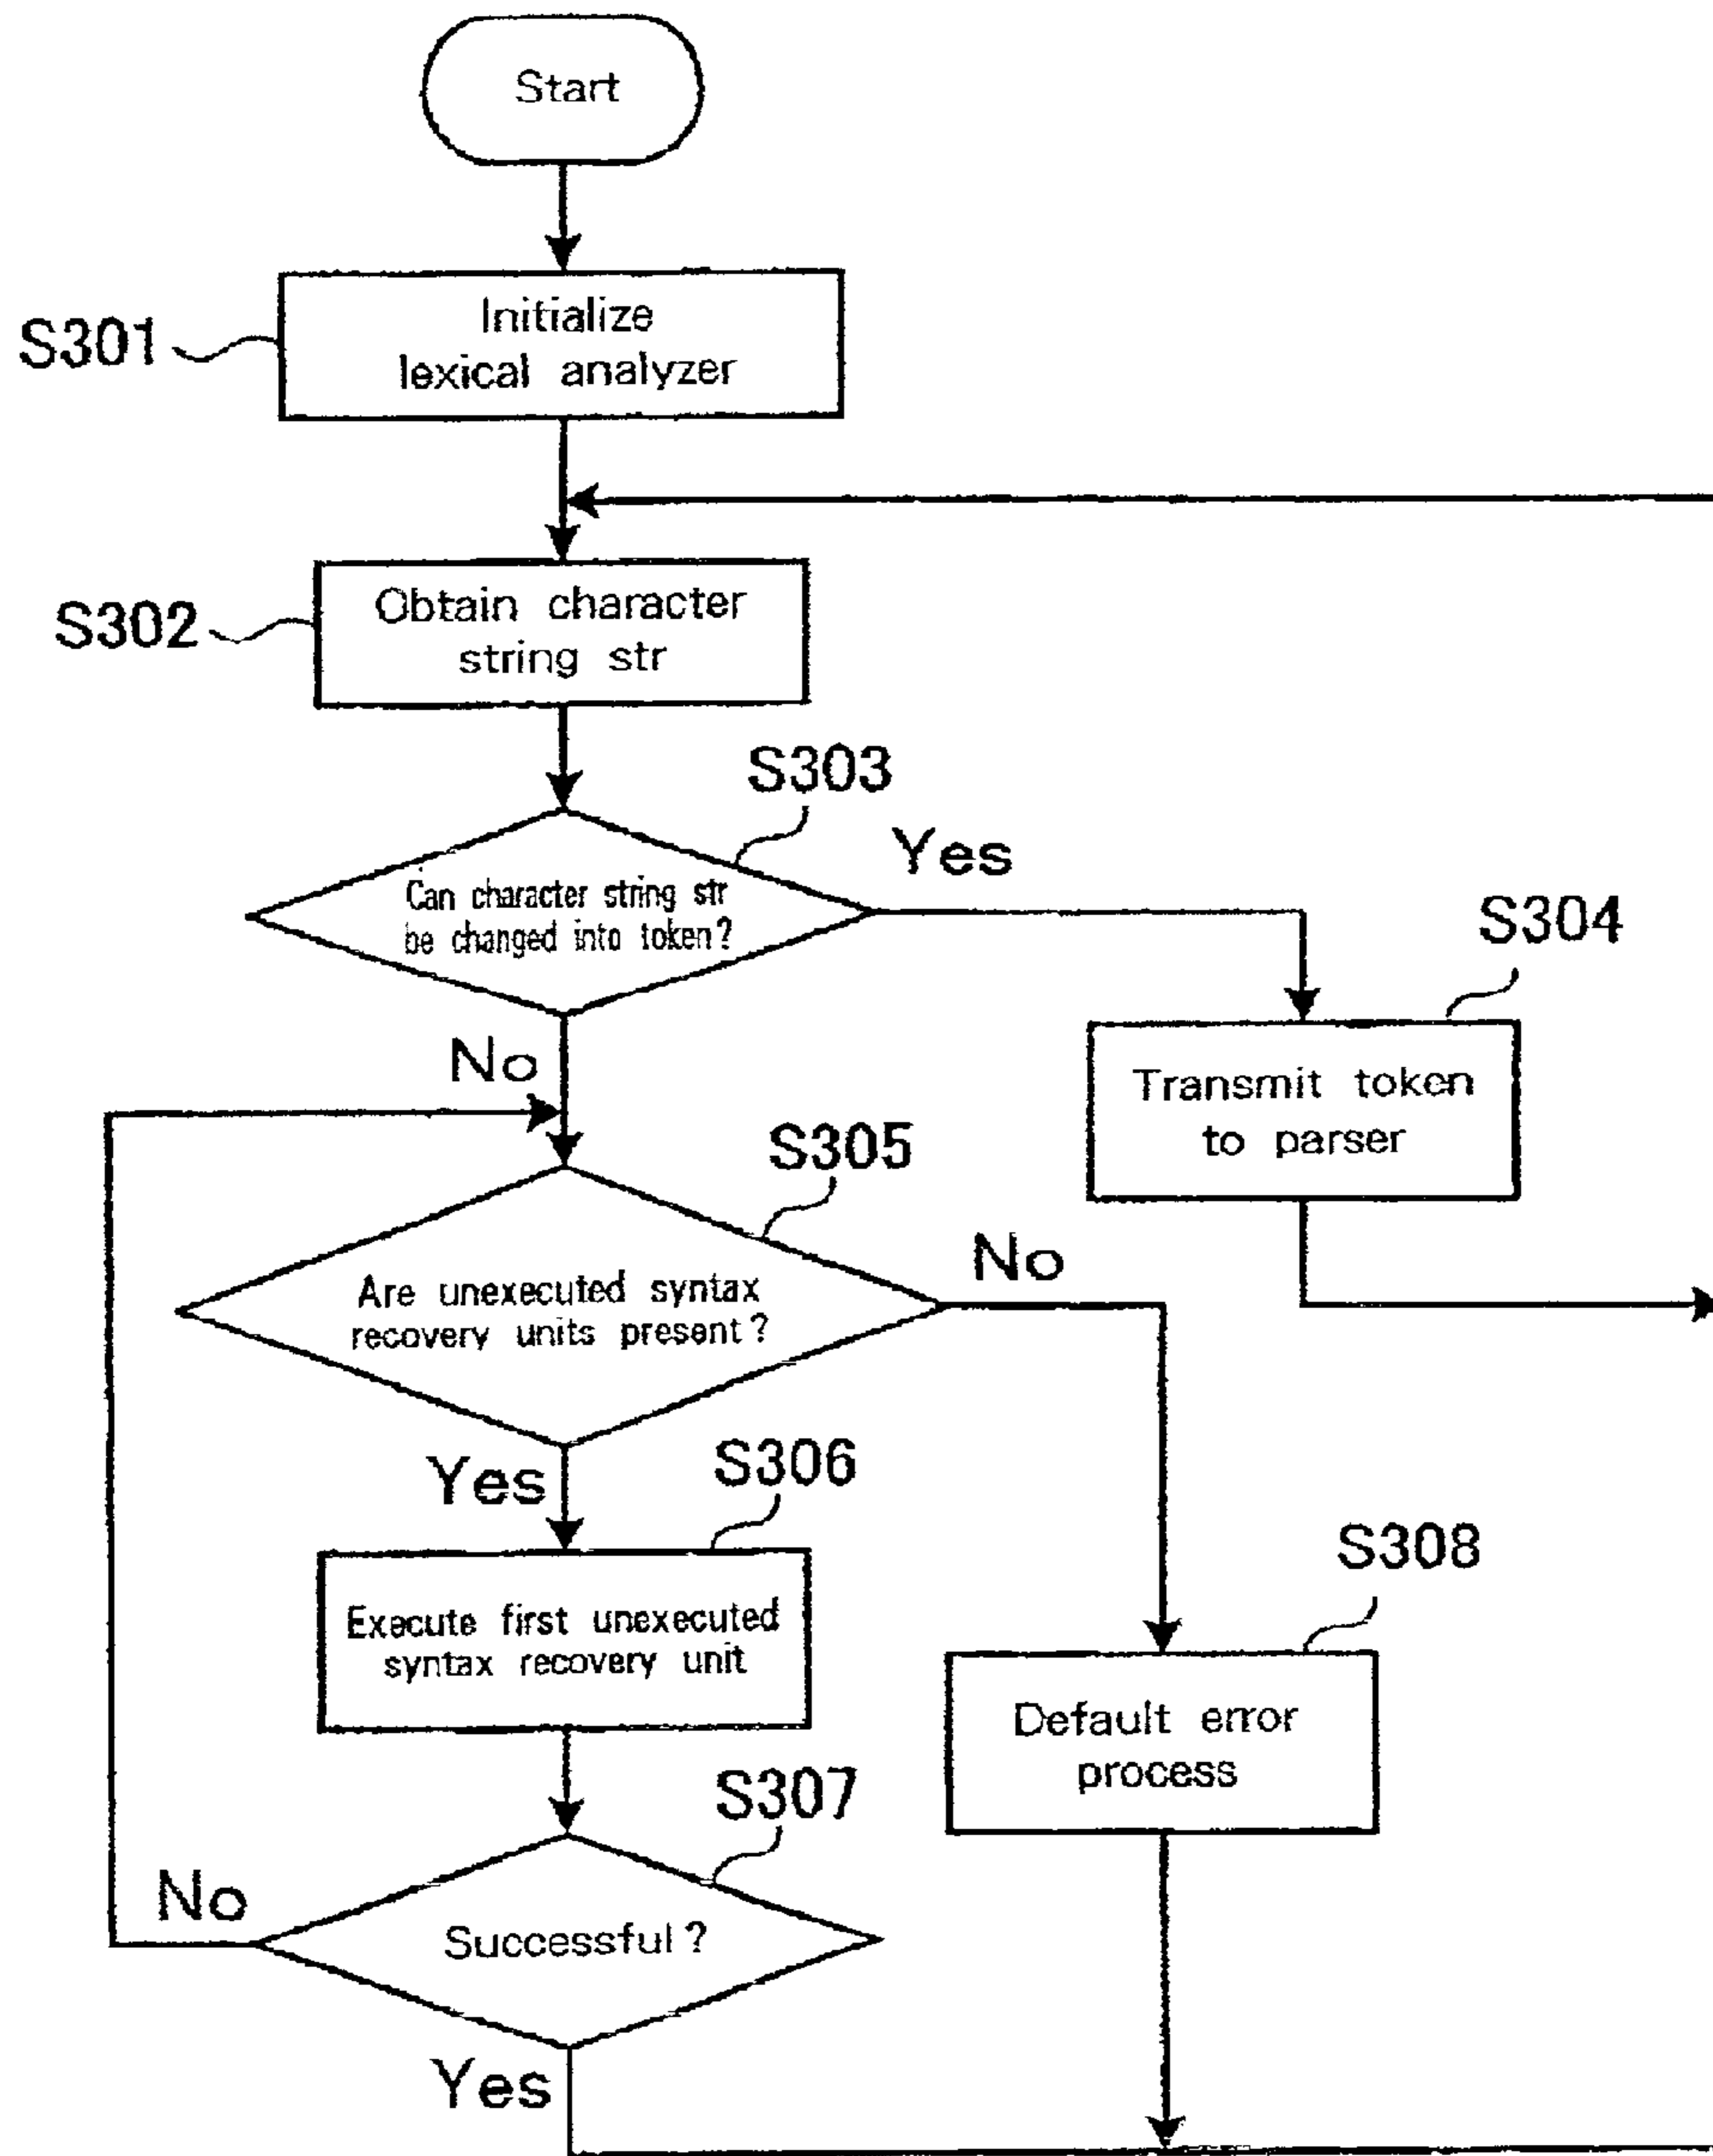 Start
S301
Initialize
lexical analyzer
S302
Obtain character
string str
S303
Can character string str
be changed into token?
Yes
S304
Transmit token
to parser
No
S305
Are unexecuted syntax
recovery units present?
No
Yes
S306
Execute first unexecuted
syntax recovery unit
S308
Default error
process
S307
Successful?
No
Yes